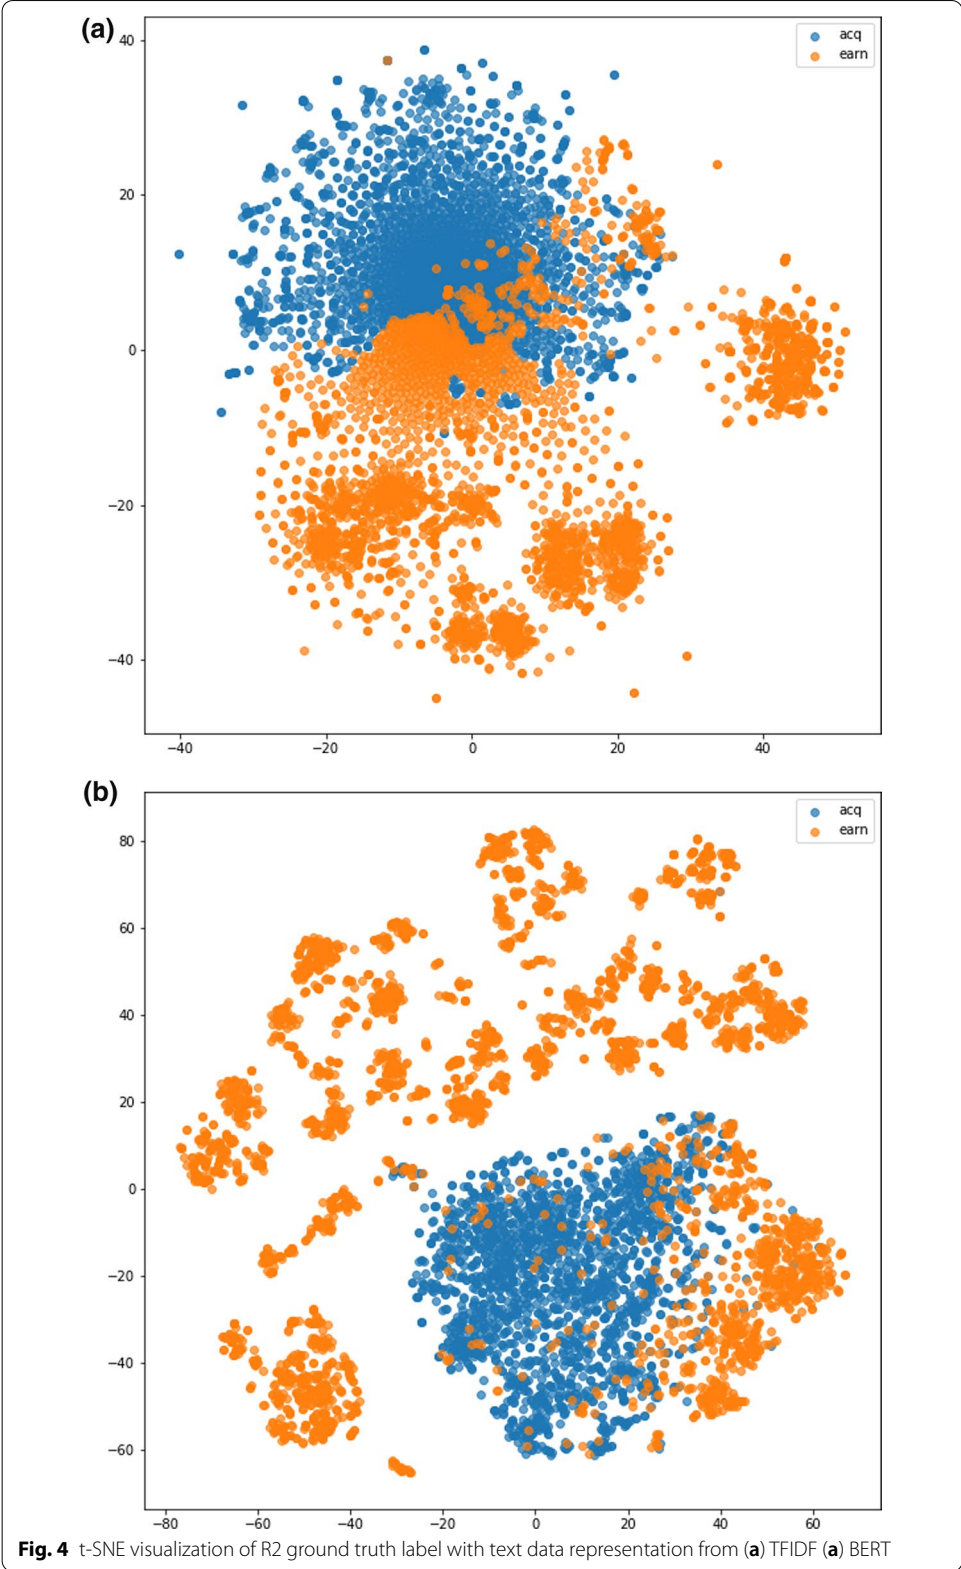 (a)
acq
earn
40
20
0
−20
−40
−40 −20 0 20 40
(b)
acq
earn
80
60
40
20
0
−20
−40
−60
−80 −60 −40 −20 0 20 40 60
Fig. 4 t-SNE visualization of R2 ground truth label with text data representation from (a) TFIDF (a) BERT